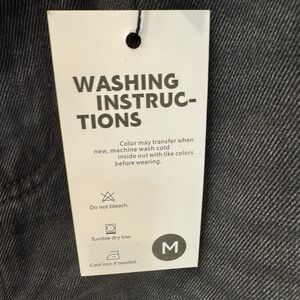 WASHING
INSTRUC-
TIONS
Color may transfer when
new, machine wash cold
inside out with like colors
before wearing.
Do not bleach.
Tumble dry low.
Cool iron if needed.
M